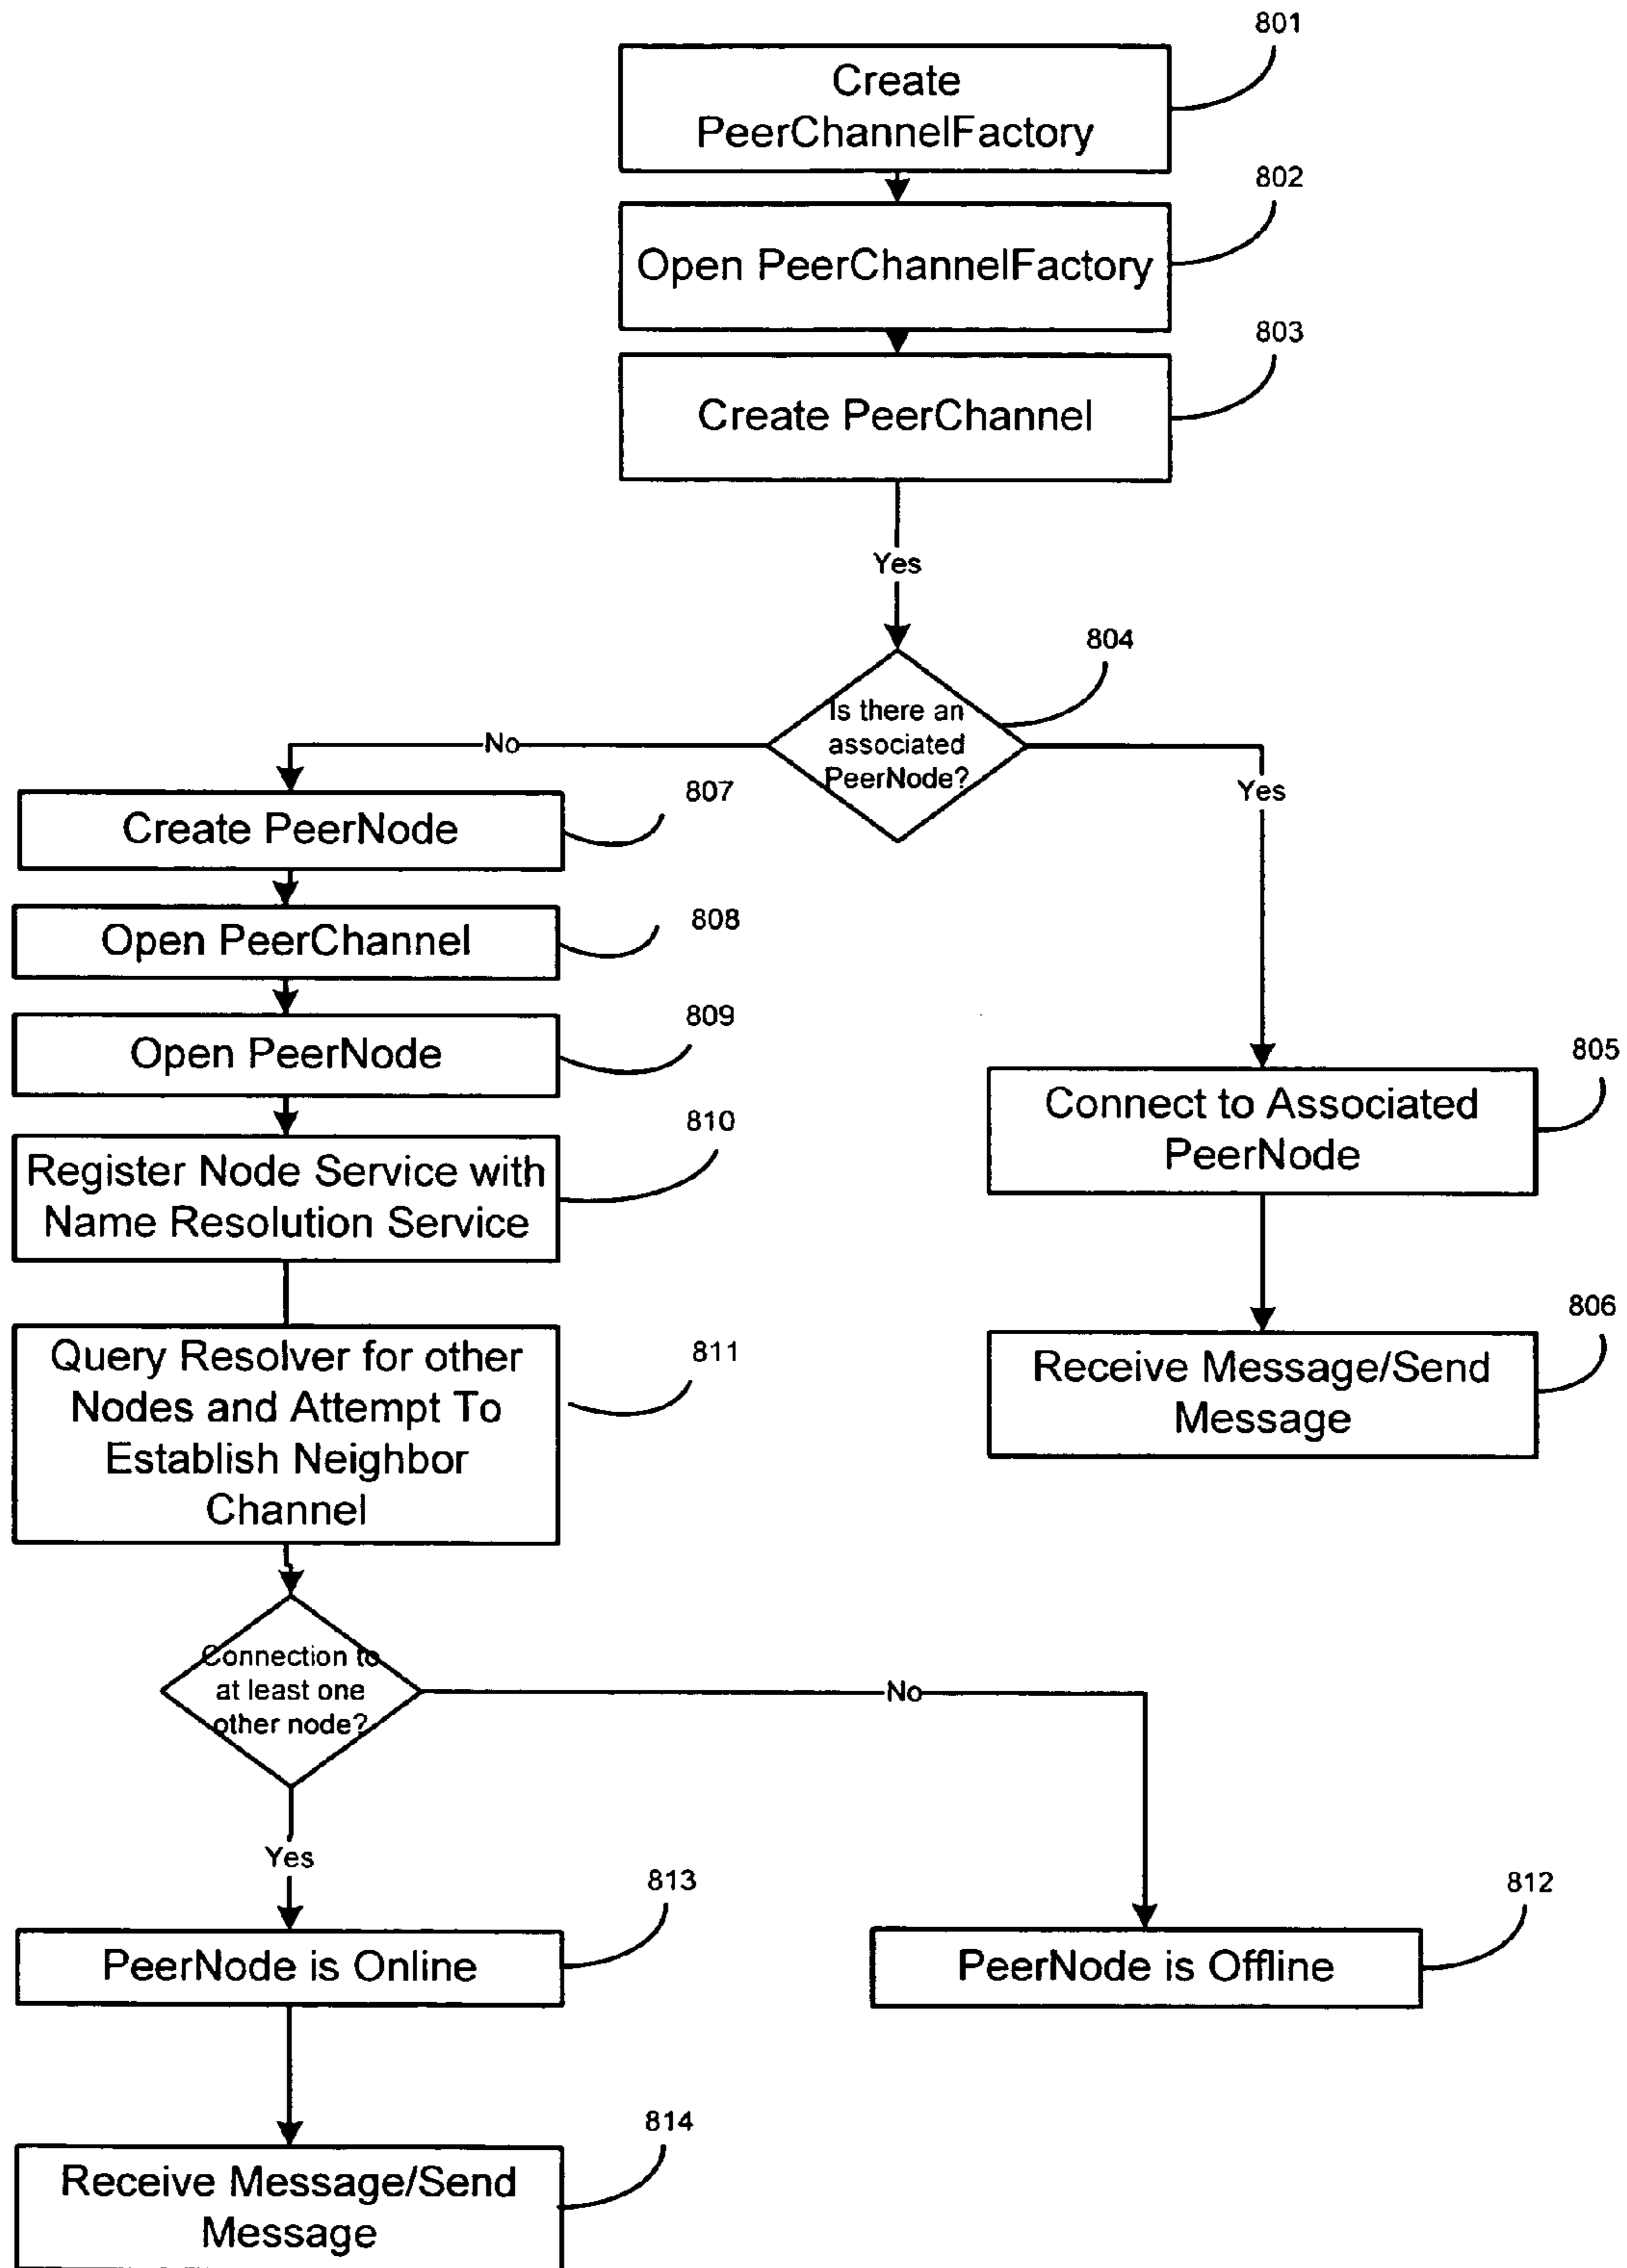 801
Create
PeerChannelFactory
802
Open PeerChannelFactory
803
Create PeerChannel
Yes
804
Is there an
associated
PeerNode?
No
Yes
807
Create PeerNode
808
Open PeerChannel
809
Open PeerNode
805
Connect to Associated
PeerNode
810
Register Node Service with
Name Resolution Service
806
Receive Message/Send
Message
811
Query Resolver for other
Nodes and Attempt To
Establish Neighbor
Channel
Connection to
at least one
other node?
No
Yes
813
PeerNode is Online
812
PeerNode is Offline
814
Receive Message/Send
Message